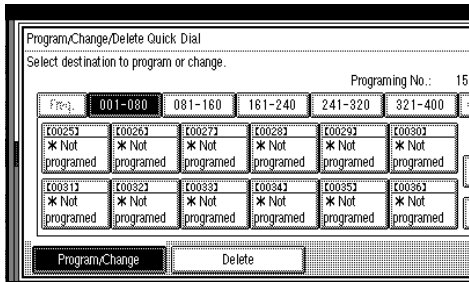 Program/Change/Delete Quick Dial
Select destination to program or change.
Programing No.: 15
Freq. 001-080 081-160 161-240 241-320 321-400
[0025] [0026] [0027] [0028] [0029] [0030]
* Not * Not * Not * Not * Not * Not
programed programed programed programed programed programed
[0031] [0032] [0033] [0034] [0035] [0036]
* Not * Not * Not * Not * Not * Not
programed programed programed programed programed programed
Program/Change Delete